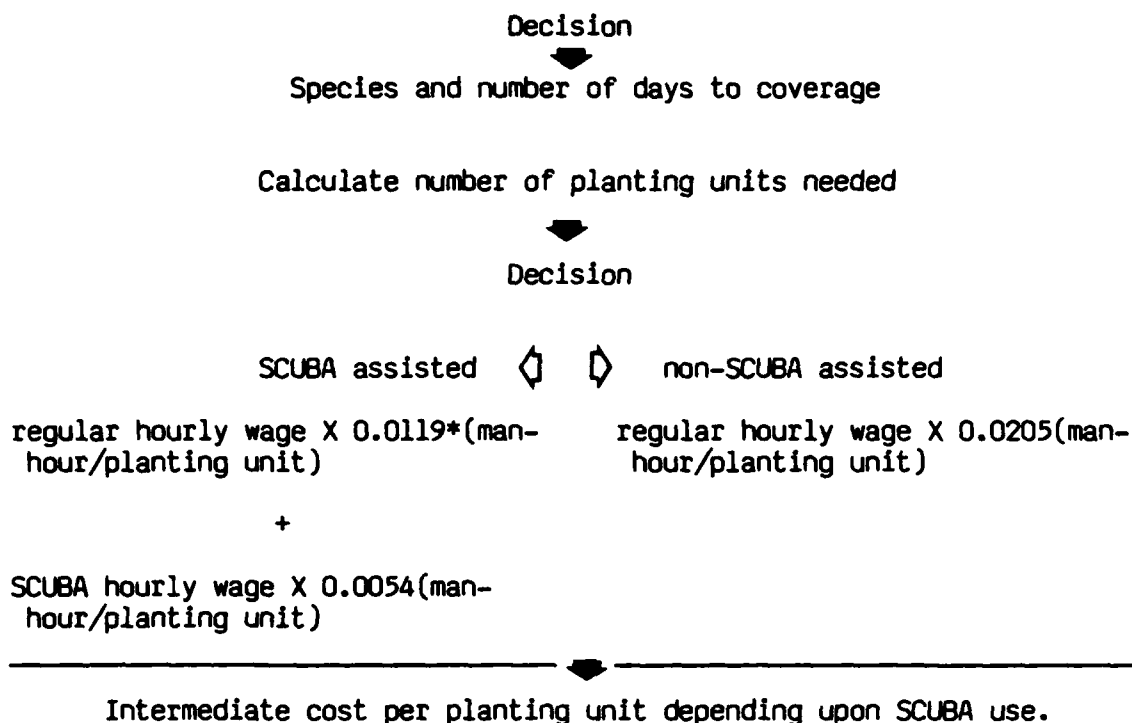 Decision
Species and number of days to coverage
Calculate number of planting units needed
Decision
SCUBA assisted
non-SCUBA assisted
regular hourly wage X 0.0119*(man-
hour/planting unit)
regular hourly wage X 0.0205(man-
hour/planting unit)
+
SCUBA hourly wage X 0.0054(man-
hour/planting unit)
Intermediate cost per planting unit depending upon SCUBA use.